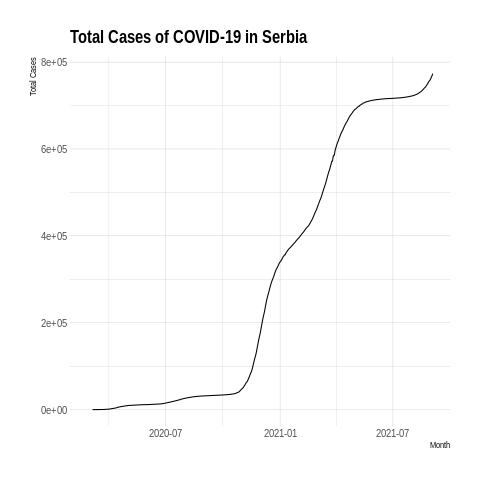 Total Cases of COVID-19 in Serbia
Total Cases
8e+05
6e+05
4e+05
2e+05
0e+00
2020-07
2021-01
2021-07
Month